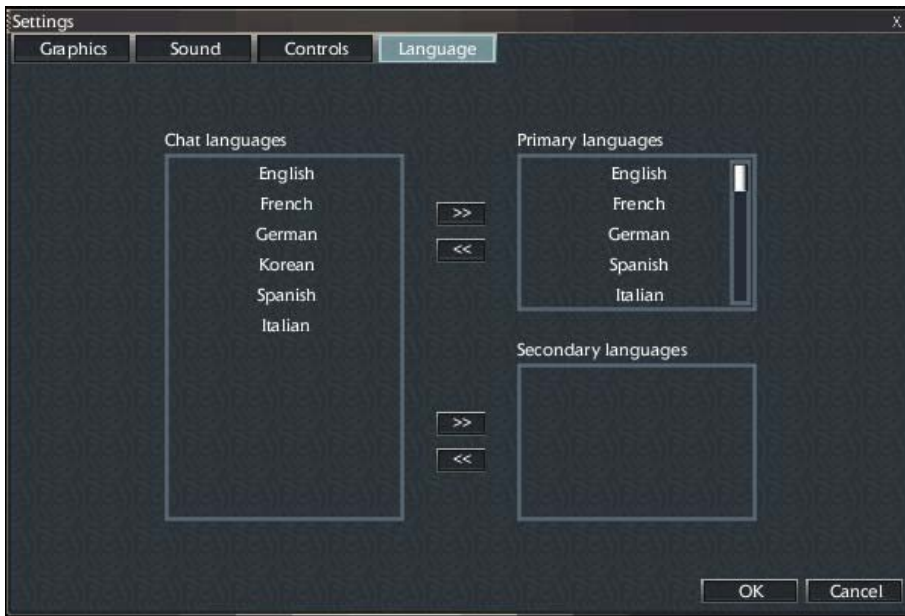 Settings X
Graphics Sound Controls Language
Chat languages
English
French
German
Korean
Spanish
Italian
>>
<<
>>
<<
Primary languages
English
French
German
Spanish
Italian
Secondary languages
OK Cancel